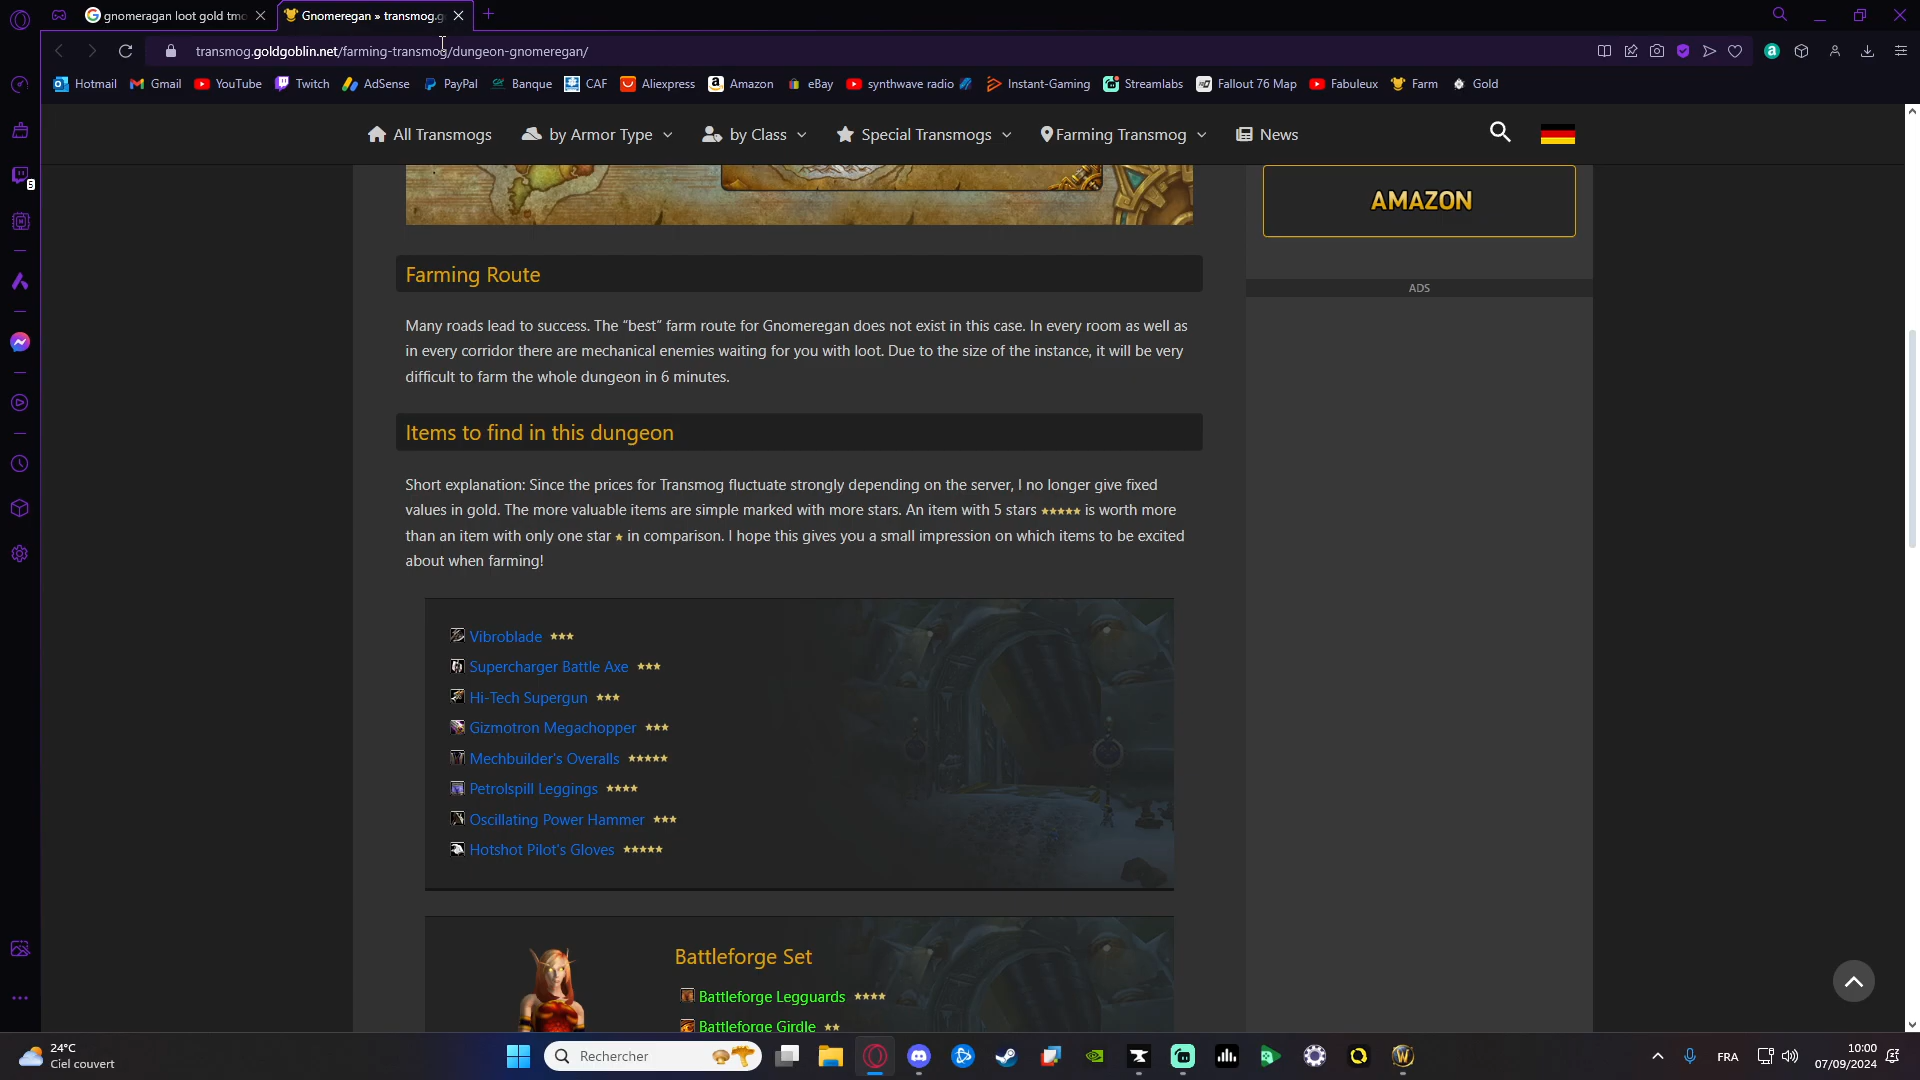 gnomeragan loot gold tmo
Gnomeregan » transmog.g
transmog.goldgoblin.net/farming-transmog/dungeon-gnomeregan/
Hotmail Gmail YouTube Twitch AdSense PayPal Banque CAF Aliexpress Amazon eBay synthwave radio Instant-Gaming Streamlabs Fallout 76 Map Fabuleux Farm Gold
All Transmogs by Armor Type by Class Special Transmogs Farming Transmog News
5
AMAZON
Farming Route
ADS
Many roads lead to success. The “best” farm route for Gnomeregan does not exist in this case. In every room as well as
in every corridor there are mechanical enemies waiting for you with loot. Due to the size of the instance, it will be very
difficult to farm the whole dungeon in 6 minutes.
Items to find in this dungeon
Short explanation: Since the prices for Transmog fluctuate strongly depending on the server, I no longer give fixed
values in gold. The more valuable items are simple marked with more stars. An item with 5 stars ★★★★★ is worth more
than an item with only one star ★ in comparison. I hope this gives you a small impression on which items to be excited
about when farming!
Vibroblade ★★★
Supercharger Battle Axe ★★★
Hi-Tech Supergun ★★★
Gizmotron Megachopper ★★★
Mechbuilder's Overalls ★★★★★
Petrolspill Leggings ★★★★
Oscillating Power Hammer ★★★
Hotshot Pilot's Gloves ★★★★★
Battleforge Set
Battleforge Legguards ★★★★
Battleforge Girdle ★★
24°C
Ciel couvert
Rechercher
FRA
10:00
07/09/2024